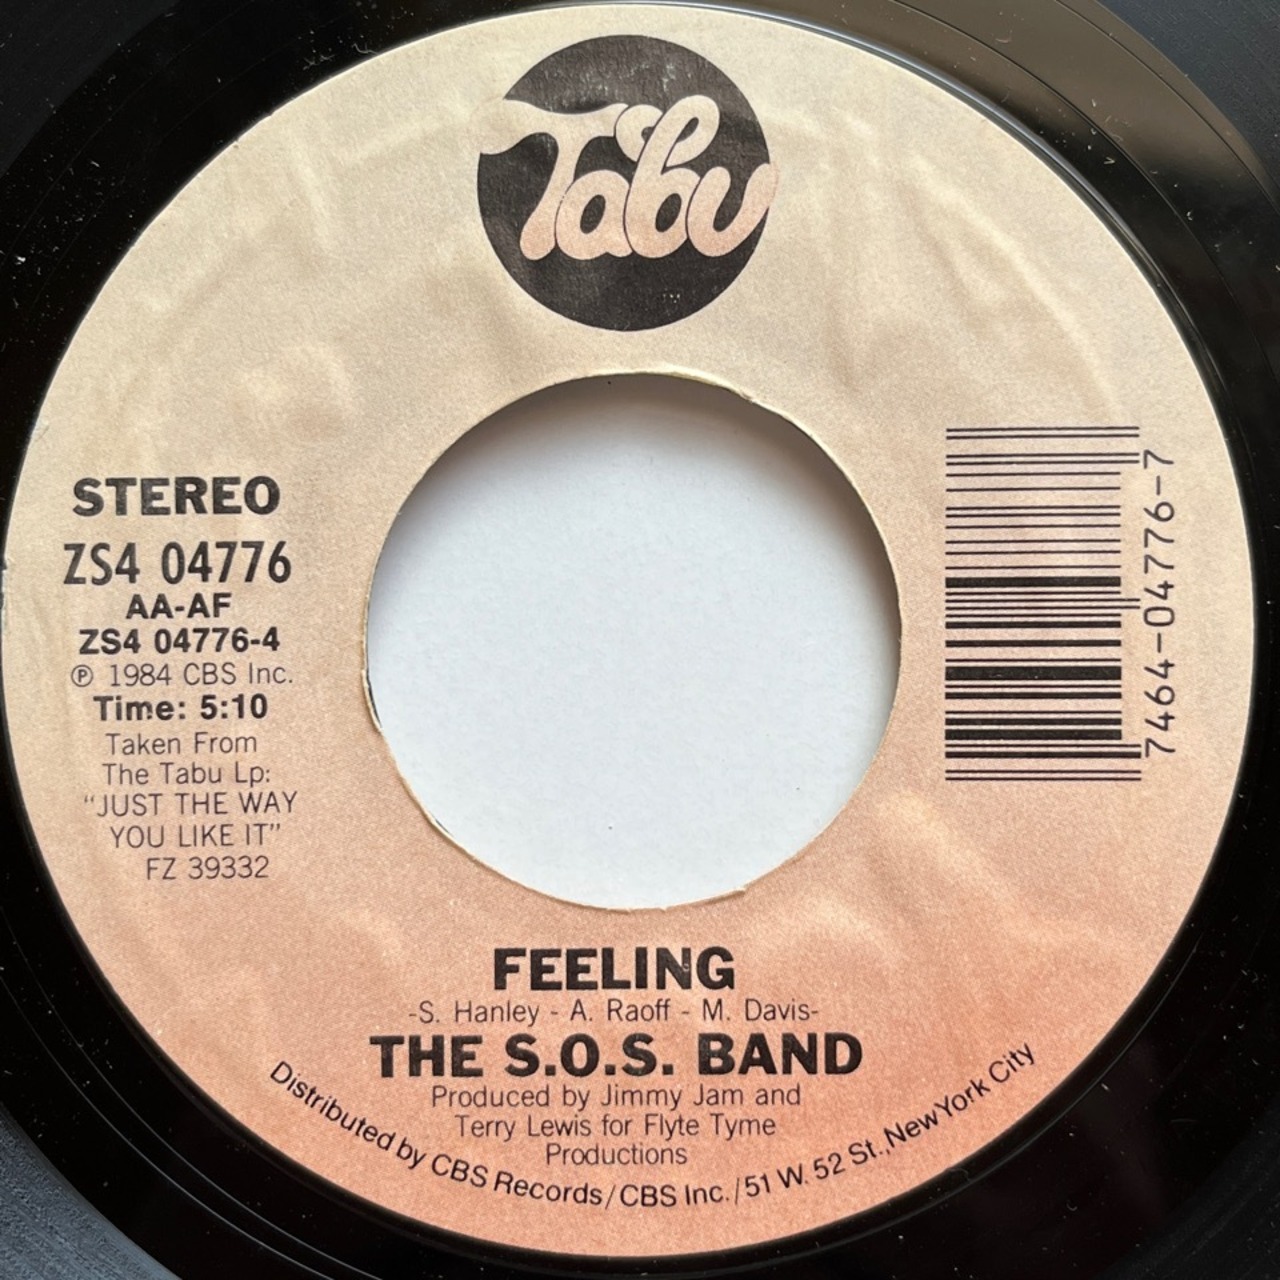 Tabu
STEREO
ZS4 04776
AA-AF
ZS4 04776-4
Ⓟ 1984 CBS Inc.
Time: 5:10
Taken From
The Tabu Lp:
"JUST THE WAY
YOU LIKE IT"
FZ 39332
7464-04776-7
FEELING
-S. Hanley - A. Raoff - M. Davis-
THE S.O.S. BAND
Produced by Jimmy Jam and
Terry Lewis for Flyte Tyme
Productions
Distributed by CBS Records/CBS Inc./51 W. 52 St., New York City